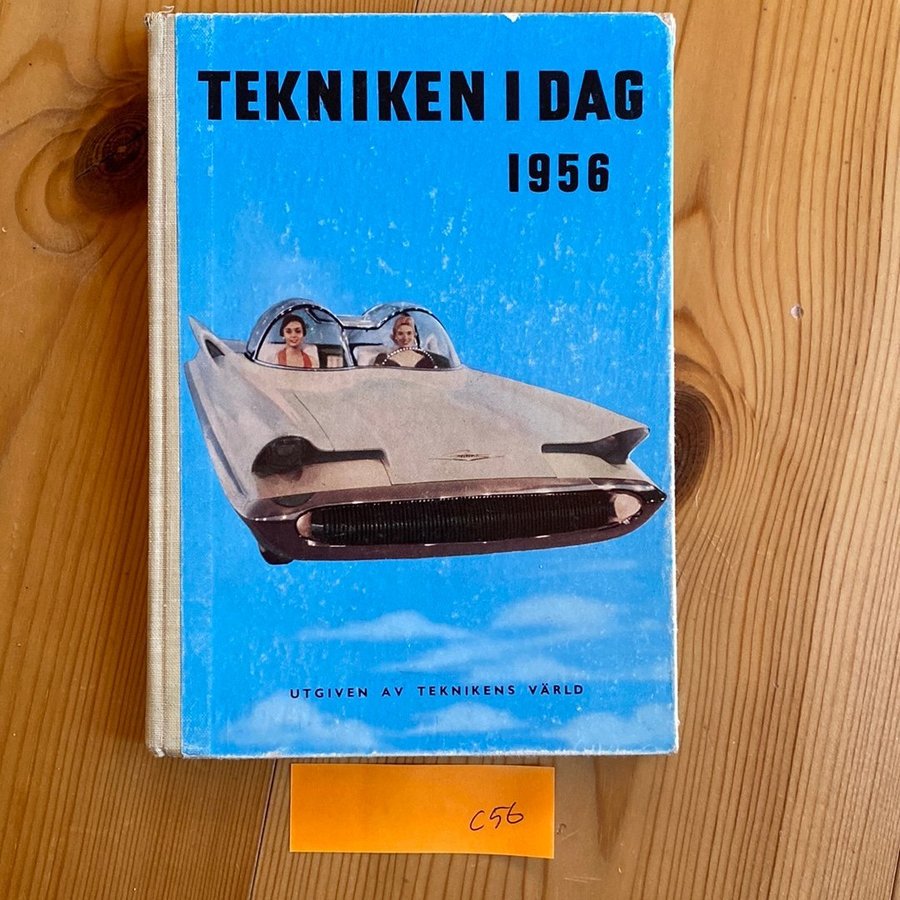 TEKNIKEN I DAG
1956
UTGIVEN AV TEKNIKENS VÄRLD
C56